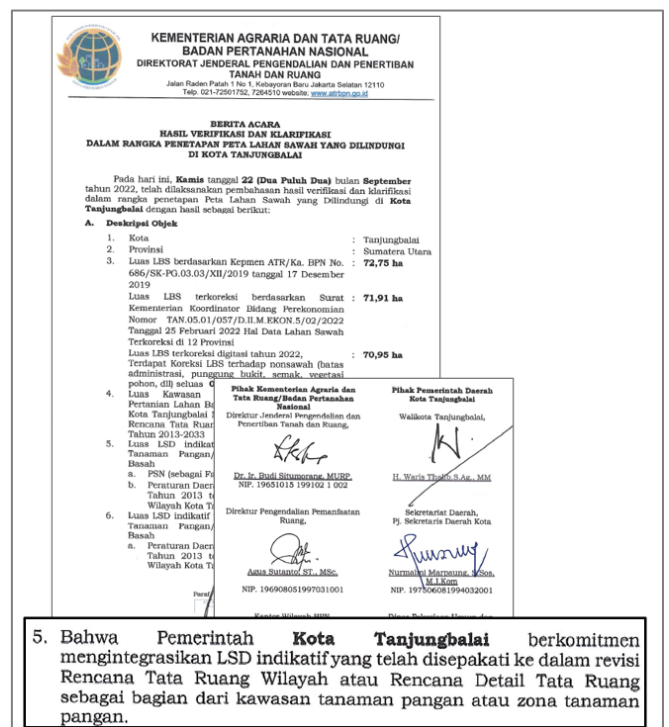 KEMENTERIAN AGRARIA DAN TATA RUANG/
BADAN PERTANAHAN NASIONAL
DIREKTORAT JENDERAL PENGENDALIAN DAN PENERTIBAN
TANAH DAN RUANG
Jalan Raden Patah 1 No 1, Kebayoran Baru Jakarta Selatan 12110
Telp. 021-72501752, 7264510 website: www.atrbpn.go.id
BERITA ACARA
HASIL VERIFIKASI DAN KLARIFIKASI
DALAM RANGKA PENETAPAN PETA LAHAN SAWAH YANG DILINDUNGI
DI KOTA TANJUNGBALAI
Pada hari ini, Kamis tanggal 22 (Dua Puluh Dua) bulan September
tahun 2022, telah dilaksanakan pembahasan hasil verifikasi dan klarifikasi
dalam rangka penetapan Peta Lahan Sawah yang Dilindungi di Kota
Tanjungbalai dengan hasil sebagai berikut:
A. Deskripsi Objek
1. Kota : Tanjungbalai
2. Provinsi : Sumatera Utara
3. Luas LBS berdasarkan Kepmen ATR/Ka. BPN No. : 72,75 ha
686/SK-PG.03.03/XII/2019 tanggal 17 Desember
2019
Luas LBS terkoreksi berdasarkan Surat : 71,91 ha
Kementerian Koordinator Bidang Perekonomian
Nomor TAN.05.01/057/D.II.M.EKON.5/02/2022
Tanggal 25 Februari 2022 Hal Data Lahan Sawah
Terkoreksi di 12 Provinsi
Luas LBS terkoreksi digitasi tahun 2022, : 70,95 ha
Terdapat Koreksi LBS terhadap nonsawah (batas
administrasi, punggung bukit, semak, vegetasi
pohon, dll) seluas
4. Luas Kawasan
Pertanian Lahan
Kota Tanjungbalai
Rencana Tata Ruan
Tahun 2013-2033
5. Luas LSD indikat
Tanaman Pangan/
Basah
a. PSN (sebagai
b. Peraturan Daer
Tahun 2013
Wilayah Kota
6. Luas LSD indikatif
Tanaman Pangan/
Basah
a. Peraturan Daer
Tahun 2013
Wilayah Kota
Paraf
Pihak Kementerian Agraria dan
Tata Ruang/Badan Pertanahan
Nasional
Direktur Jenderal Pengendalian dan
Penertiban Tanah dan Ruang,
Dr. Ir. Budi Situmorang, MURP.
NIP. 19651015 199102 1 002
Direktur Pengendalian Pemanfaatan
Ruang,
Agus Sutanto, ST., MSc.
NIP. 196908051997031001
Pihak Pemerintah Daerah
Kota Tanjungbalai
Walikota Tanjungbalai,
H. Waris Thalib, S.Ag., MM
Sekretariat Daerah,
Pj. Sekretaris Daerah Kota
Nurmalini Marpaung, S.Sos,
M.I.Kom
NIP. 197506081994032001
5. Bahwa Pemerintah Kota Tanjungbalai berkomitmen
mengintegrasikan LSD indikatif yang telah disepakati ke dalam revisi
Rencana Tata Ruang Wilayah atau Rencana Detail Tata Ruang
sebagai bagian dari kawasan tanaman pangan atau zona tanaman
pangan.